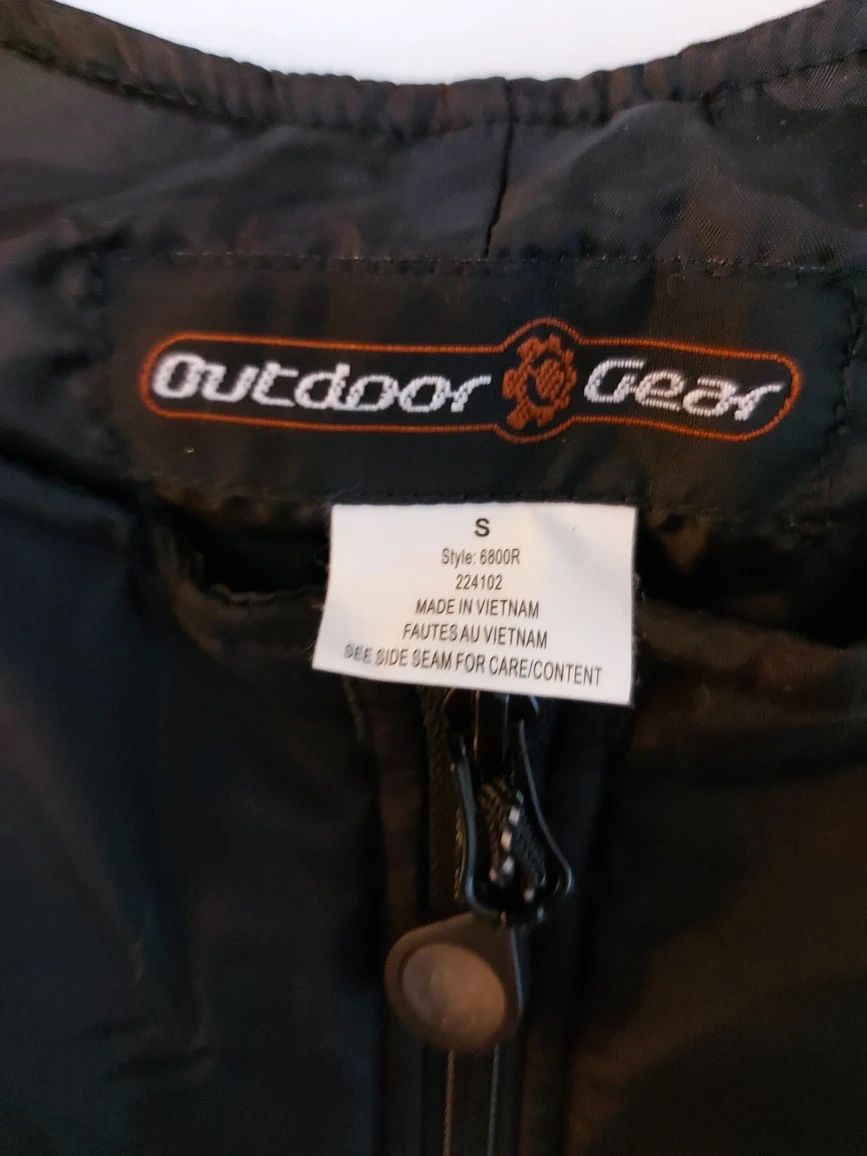 Outdoor Gear
S
Style: 6800R
224102
MADE IN VIETNAM
FAUTES AU VIETNAM
SEE SIDE SEAM FOR CARE/CONTENT